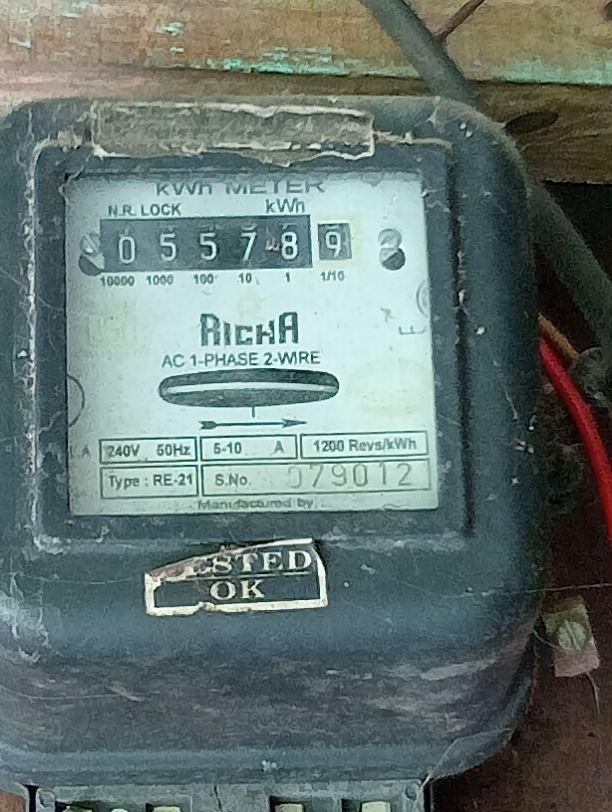 kWh METER
N.R. LOCK kWh
0 5 5 7 8 9
10000 1000 100 10 1 1/10
RICHA
AC 1-PHASE 2-WIRE
240V 50Hz 5-10 A 1200 Revs/kWh
Type : RE-21 S.No. 079012
Manufactured by
OK